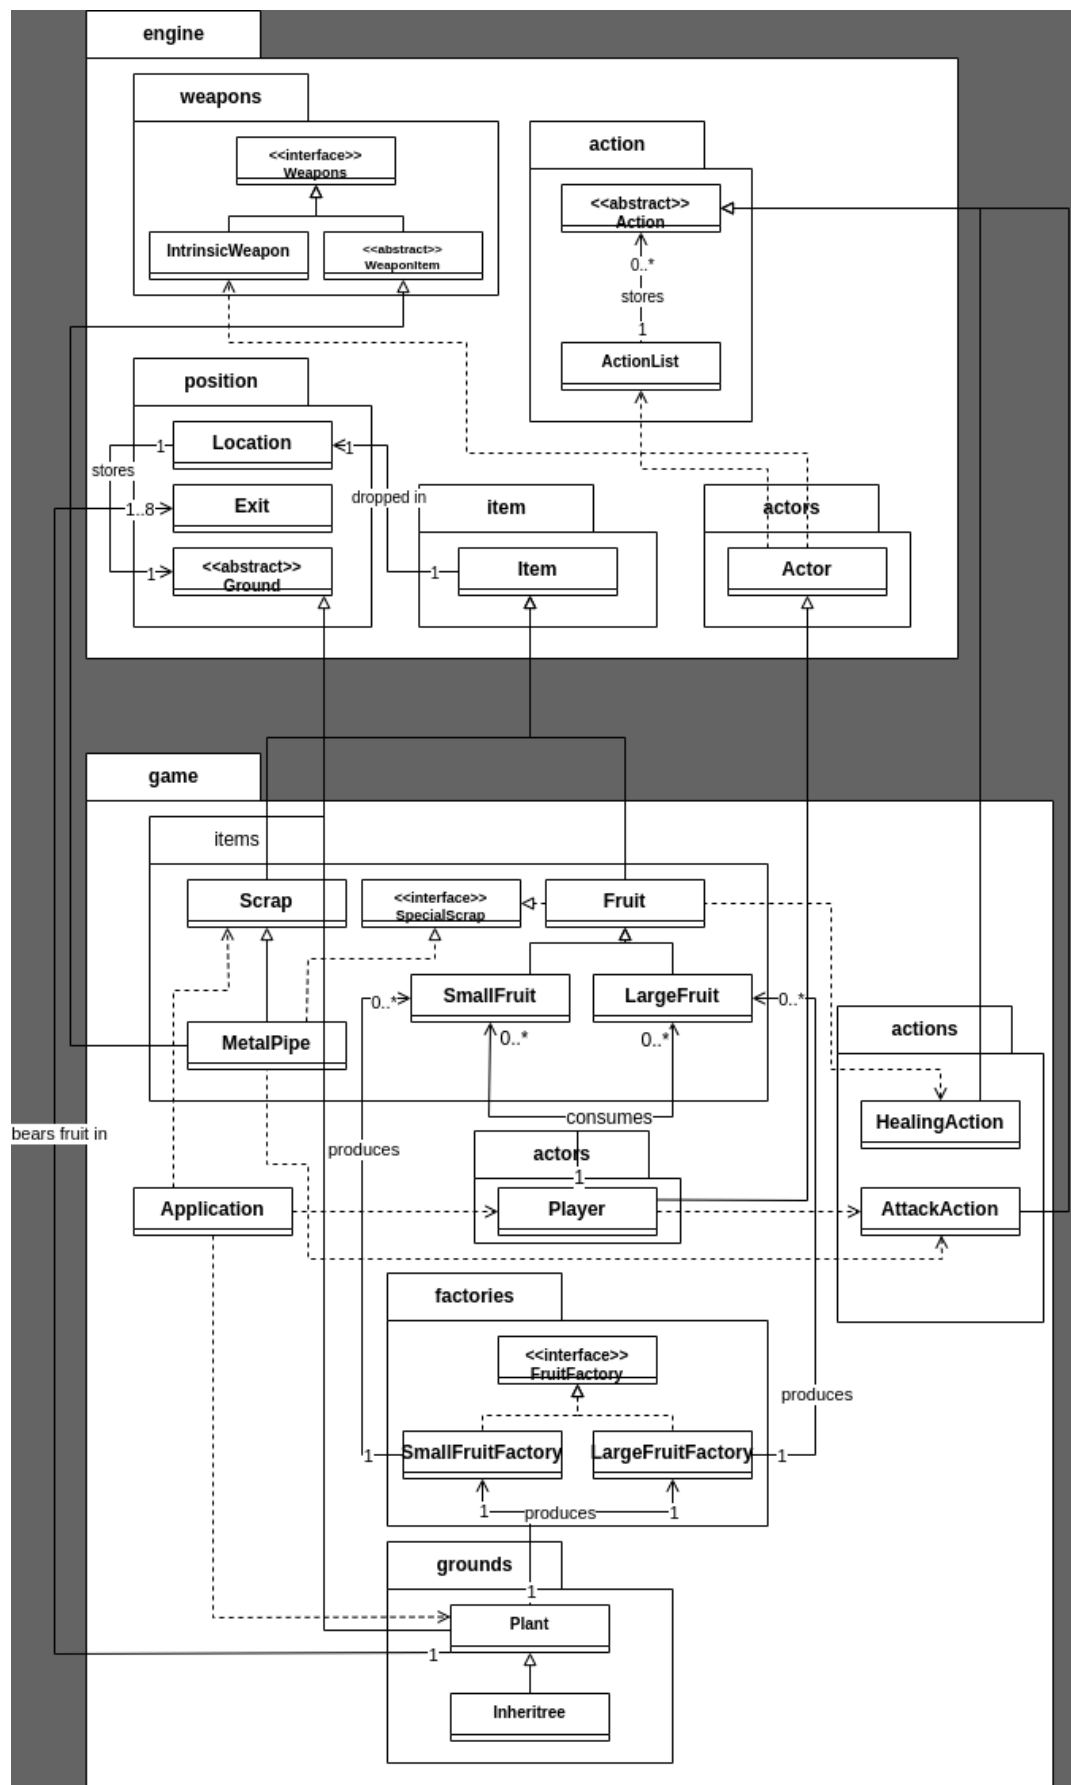 engine
weapons
<<interface>>
Weapons
IntrinsicWeapon
<<abstract>>
WeaponItem
action
<<abstract>>
Action
0..*
stores
1
ActionList
position
Location
1
1
stores
Exit
1..8
dropped in
<<abstract>>
Ground
1
item
Item
1
actors
Actor
game
items
Scrap
<<interface>>
SpecialScrap
Fruit
SmallFruit
LargeFruit
0..*
0..*
0..*
0..*
MetalPipe
consumes
actions
HealingAction
AttackAction
bears fruit in
produces
actors
1
Player
Application
factories
<<interface>>
FruitFactory
produces
SmallFruitFactory
LargeFruitFactory
1
1
1
produces
1
grounds
1
Plant
1
Inheritree